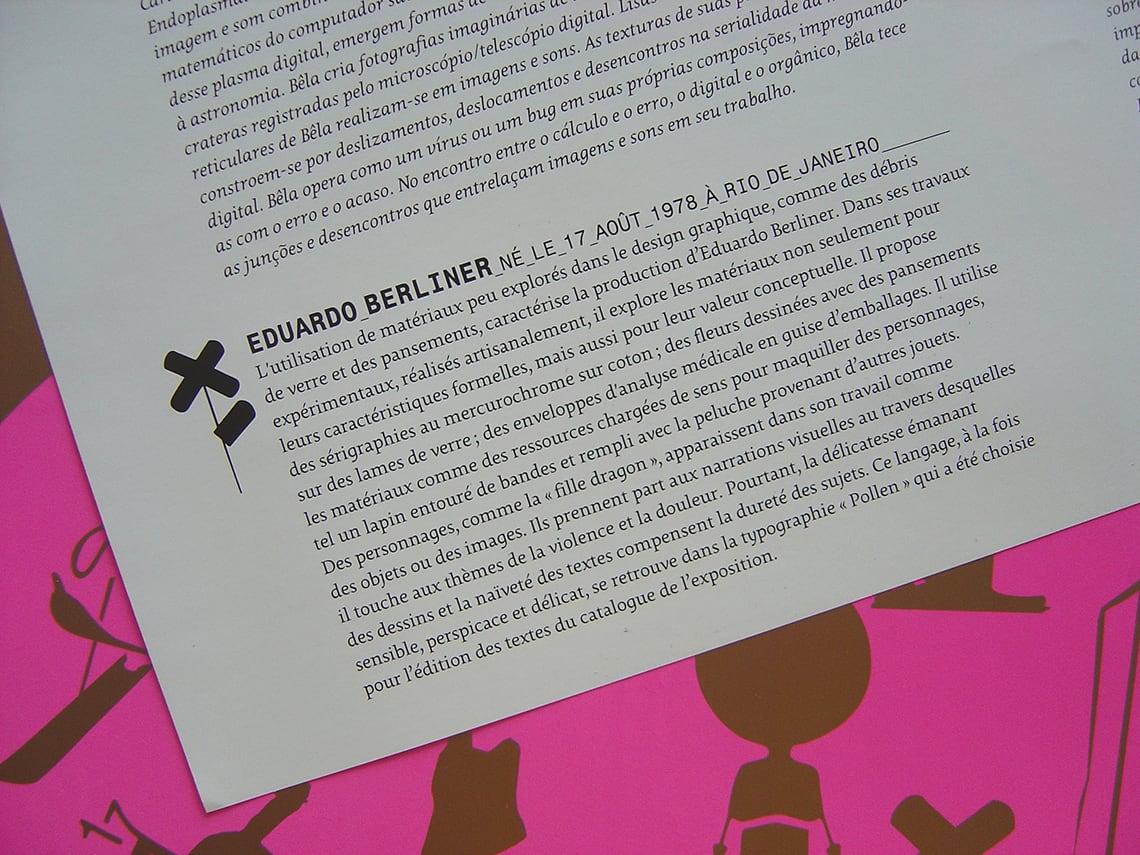 Endoplasma
imagem e som combin
matemáticos do computador sã
desse plasma digital, emergem formas de
à astronomia. Bêla cria fotografias imaginárias de
crateras registradas pelo microscópio/telescópio digital. Lisas
reticulares de Bêla realizam-se em imagens e sons. As texturas de suas p
constroem-se por deslizamentos, deslocamentos e desencontros na serialidade da
digital. Bêla opera como um vírus ou um bug em suas próprias composições, impregnando-
as com o erro e o acaso. No encontro entre o cálculo e o erro, o digital e o orgânico, Bêla tece
as junções e desencontros que entrelaçam imagens e sons em seu trabalho.
EDUARDO_BERLINER_NÉ_LE_17_AOÛT_1978_À_RIO_DE_JANEIRO
L'utilisation de matériaux peu explorés dans le design graphique, comme des débris
de verre et des pansements, caractérise la production d'Eduardo Berliner. Dans ses travaux
expérimentaux, réalisés artisanalement, il explore les matériaux non seulement pour
leurs caractéristiques formelles, mais aussi pour leur valeur conceptuelle. Il propose
des sérigraphies au mercurochrome sur coton ; des fleurs dessinées avec des pansements
sur des lames de verre ; des enveloppes d'analyse médicale en guise d'emballages. Il utilise
les matériaux comme des ressources chargées de sens pour maquiller des personnages,
tel un lapin entouré de bandes et rempli avec la peluche provenant d'autres jouets.
Des personnages, comme la « fille dragon », apparaissent dans son travail comme
des objets ou des images. Ils prennent part aux narrations visuelles au travers desquelles
il touche aux thèmes de la violence et la douleur. Pourtant, la délicatesse émanant
des dessins et la naïveté des textes compensent la dureté des sujets. Ce langage, à la fois
sensible, perspicace et délicat, se retrouve dans la typographie « Pollen » qui a été choisie
pour l'édition des textes du catalogue de l'exposition.
sobre
imp
da
17